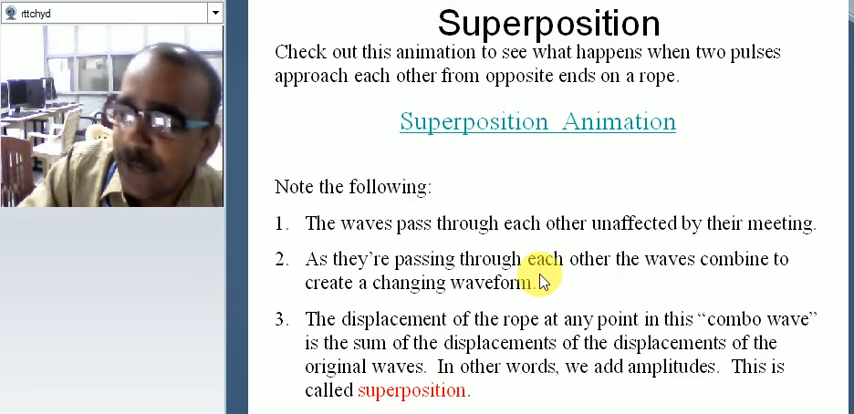 rttchyd
Superposition
Check out this animation to see what happens when two pulses
approach each other from opposite ends on a rope.
Superposition Animation
Note the following:
1. The waves pass through each other unaffected by their meeting.
2. As they’re passing through each other the waves combine to
create a changing waveform.
3. The displacement of the rope at any point in this “combo wave”
is the sum of the displacements of the displacements of the
original waves. In other words, we add amplitudes. This is
called superposition.